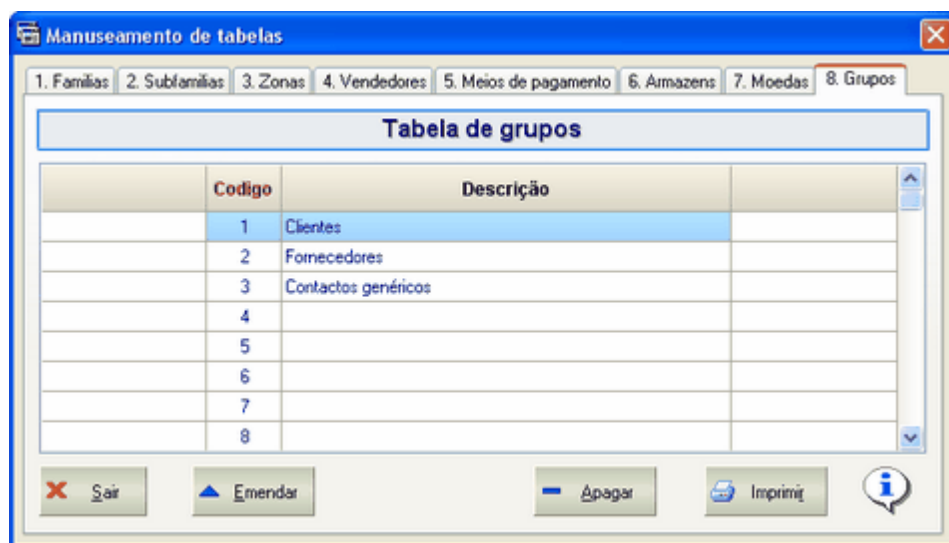 Manuseamento de tabelas
1. Familias 2. Subfamilias 3. Zonas 4. Vendedores 5. Meios de pagamento 6. Armazens 7. Moedas 8. Grupos
Tabela de grupos
Codigo Descrição
1 Clientes
2 Fornecedores
3 Contactos genéricos
4
5
6
7
8
Sair Emendar Apagar Imprimir